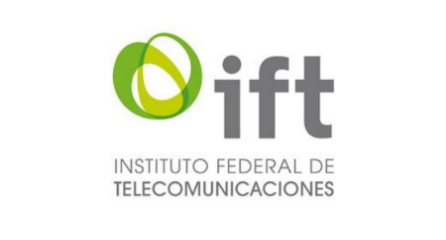 ift
INSTITUTO FEDERAL DE
TELECOMUNICACIONES